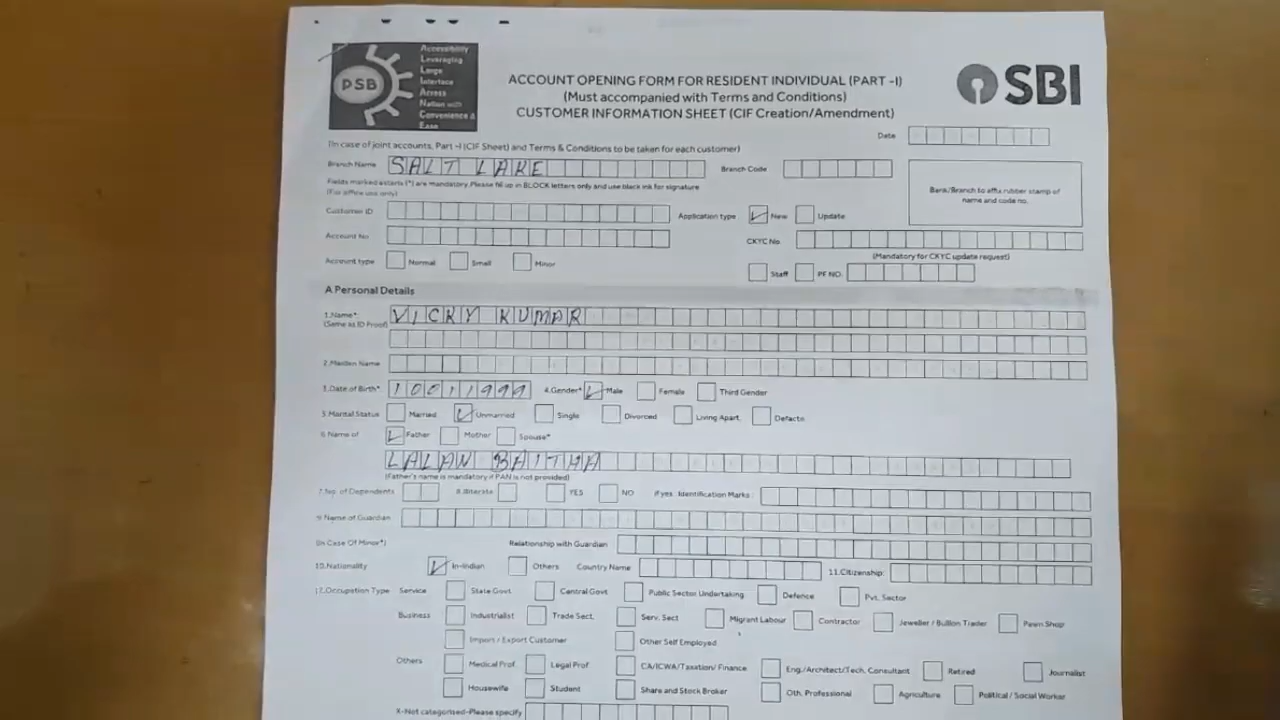 PSB
Accessibility
Leveraging
Large
Interface
Across
Nation with
Convenience &
Ease
ACCOUNT OPENING FORM FOR RESIDENT INDIVIDUAL (PART -I)
(Must accompanied with Terms and Conditions)
CUSTOMER INFORMATION SHEET (CIF Creation/Amendment)
SBI
Date
(In case of joint accounts, Part -I (CIF Sheet) and Terms & Conditions to be taken for each customer)
Branch Name SALT LAKE Branch Code
Fields marked astaris (*) are mandatory. Please fill up in BLOCK letters only and use black ink for signature
(For office use only)
Bank/Branch to affix rubber stamp of
name and code no.
Customer ID Application type New Update
Account No CKYC No.
(Mandatory for CKYC update request)
Account type Normal Small Minor Staff PF NO.
A Personal Details
1.Name*: VICKY KUMAR
(Same as ID Proof)
2.Maiden Name
3.Date of Birth* 10011999 4.Gender* Male Female Third Gender
5 Marital Status Married Unmarried Single Divorced Living Apart. Defacto
6 Name of Father Mother Spouse*
LALAN BAITHA
(Father's name is mandatory if PAN is not provided)
7.No. of Dependents 8.Illiterate YES NO If yes : Identification Marks :
9.Name of Guardian
(In Case Of Minor*) Relationship with Guardian
10.Nationality In-Indian Others Country Name 11.Citizenship:
12.Occupation Type Service State Govt. Central Govt Public Sector Undertaking Defence Pvt. Sector
Business Industrialist Trade Sect. Serv. Sect Migrant Labour Contractor Jeweller / Bullion Trader Pawn Shop
Import / Export Customer Other Self Employed
Others Medical Prof. Legal Prof CA/ICWA/Taxation/ Finance Eng./Architect/Tech. Consultant Retired Journalist
Housewife Student Share and Stock Broker Oth. Professional Agriculture Political / Social Worker
X-Not categorised-Please specify